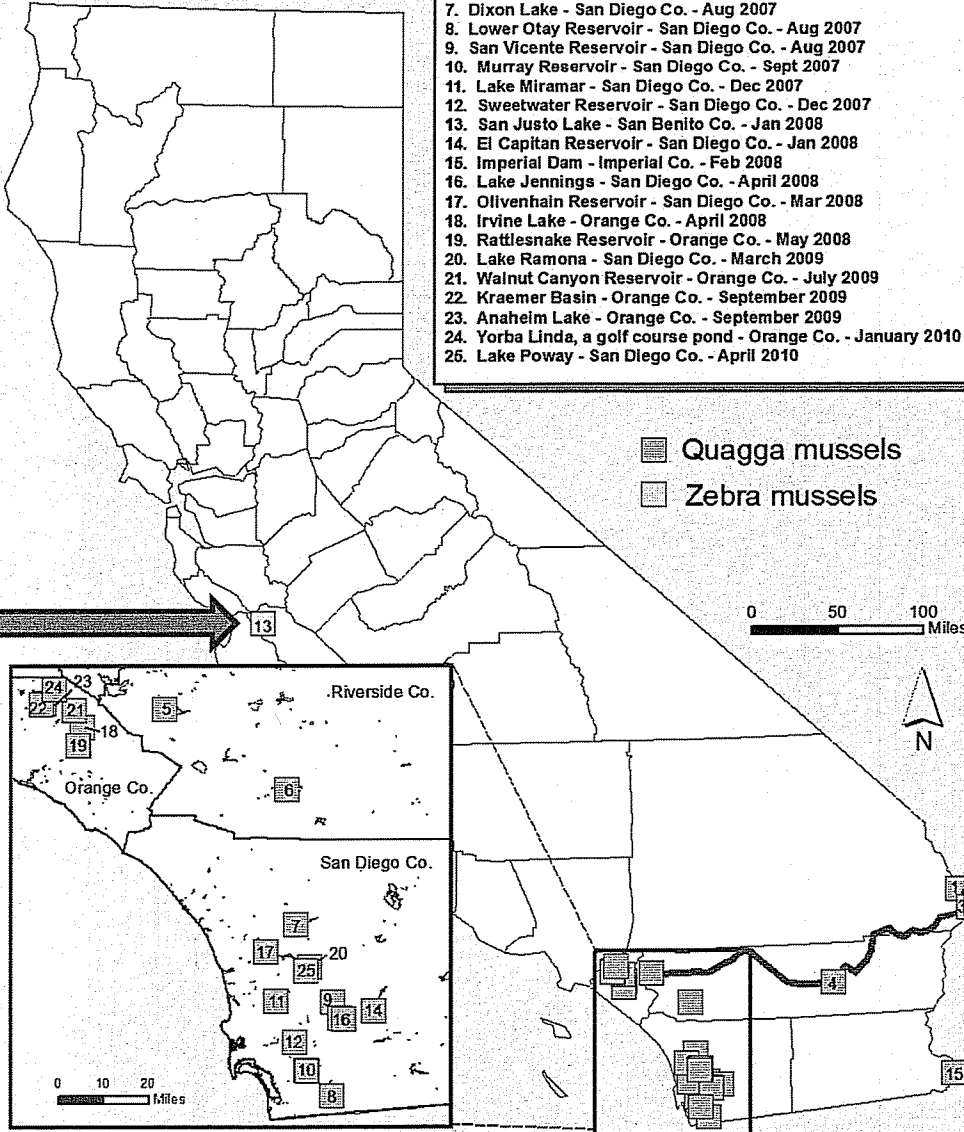 7. Dixon Lake - San Diego Co. - Aug 2007
8. Lower Otay Reservoir - San Diego Co. - Aug 2007
9. San Vicente Reservoir - San Diego Co. - Aug 2007
10. Murray Reservoir - San Diego Co. - Sept 2007
11. Lake Miramar - San Diego Co. - Dec 2007
12. Sweetwater Reservoir - San Diego Co. - Dec 2007
13. San Justo Lake - San Benito Co. - Jan 2008
14. El Capitan Reservoir - San Diego Co. - Jan 2008
15. Imperial Dam - Imperial Co. - Feb 2008
16. Lake Jennings - San Diego Co. - April 2008
17. Olivenhain Reservoir - San Diego Co. - Mar 2008
18. Irvine Lake - Orange Co. - April 2008
19. Rattlesnake Reservoir - Orange Co. - May 2008
20. Lake Ramona - San Diego Co. - March 2009
21. Walnut Canyon Reservoir - Orange Co. - July 2009
22. Kraemer Basin - Orange Co. - September 2009
23. Anaheim Lake - Orange Co. - September 2009
24. Yorba Linda, a golf course pond - Orange Co. - January 2010
25. Lake Poway - San Diego Co. - April 2010
Quagga mussels
Zebra mussels
0 50 100
Miles
N
13
24 23
22 21
18
19
5
Riverside Co.
6
Orange Co.
San Diego Co.
7
17 20
25
11 9
16 14
12
10
8
0 10 20
Miles
3
4
15